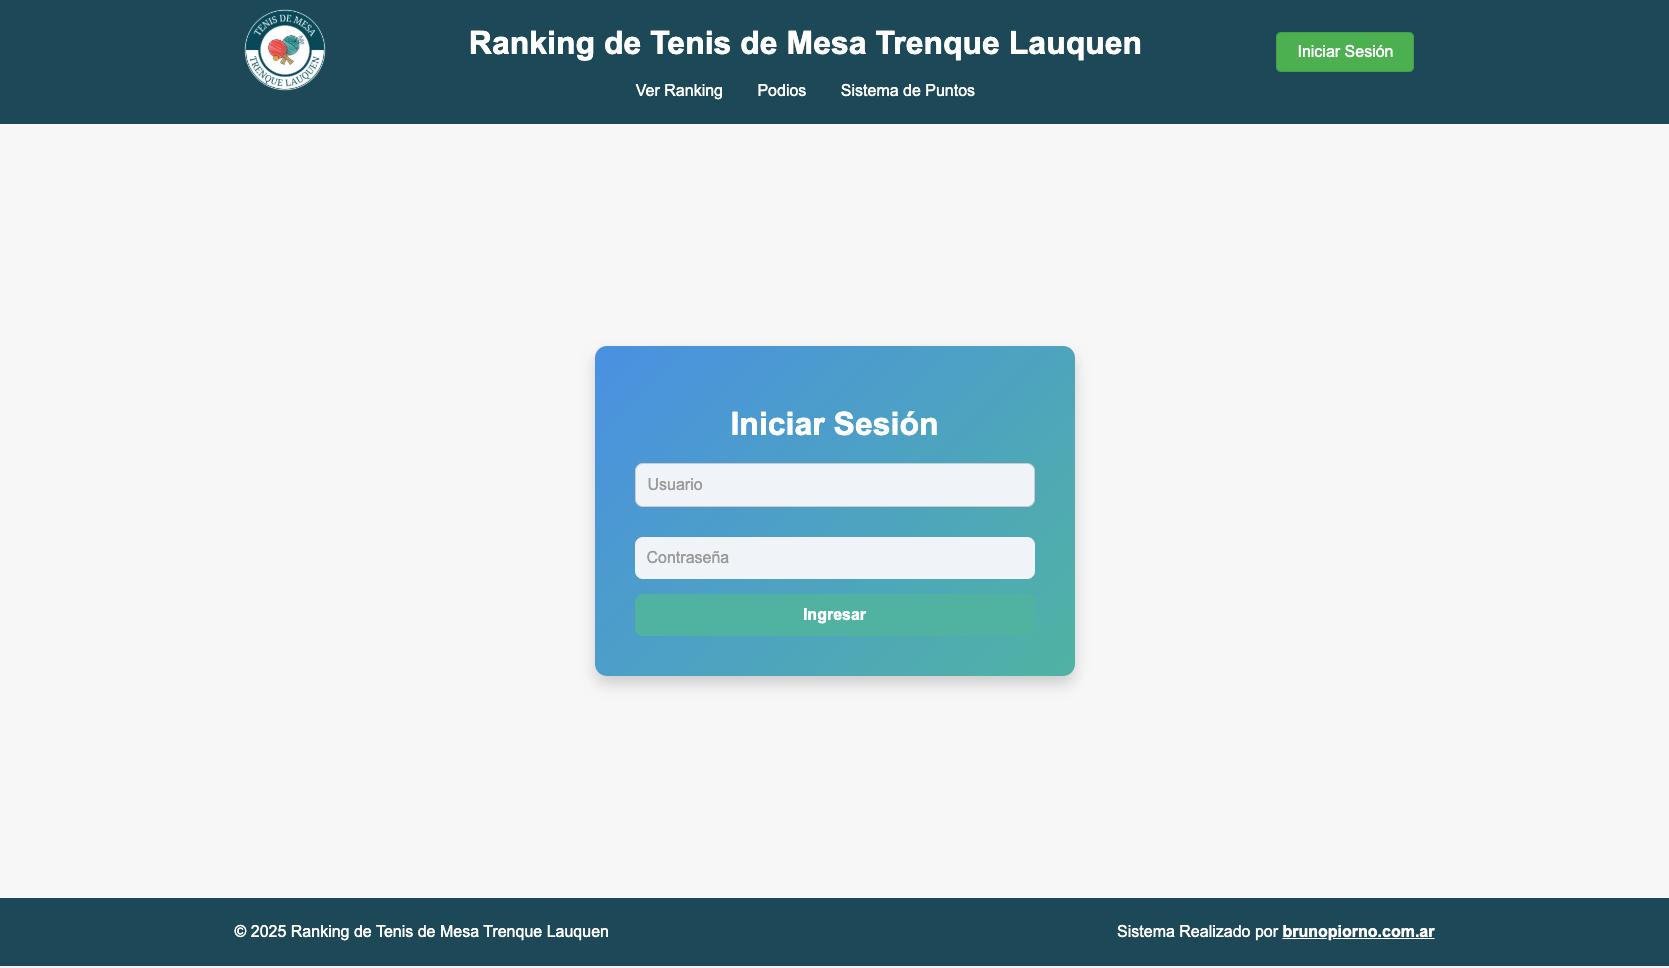 TENIS DE MESA
TRENQUE LAUQUEN
Ranking de Tenis de Mesa Trenque Lauquen
Iniciar Sesión
Ver Ranking Podios Sistema de Puntos
Iniciar Sesión
Usuario
Contraseña
Ingresar
© 2025 Ranking de Tenis de Mesa Trenque Lauquen
Sistema Realizado por brunopiorno.com.ar